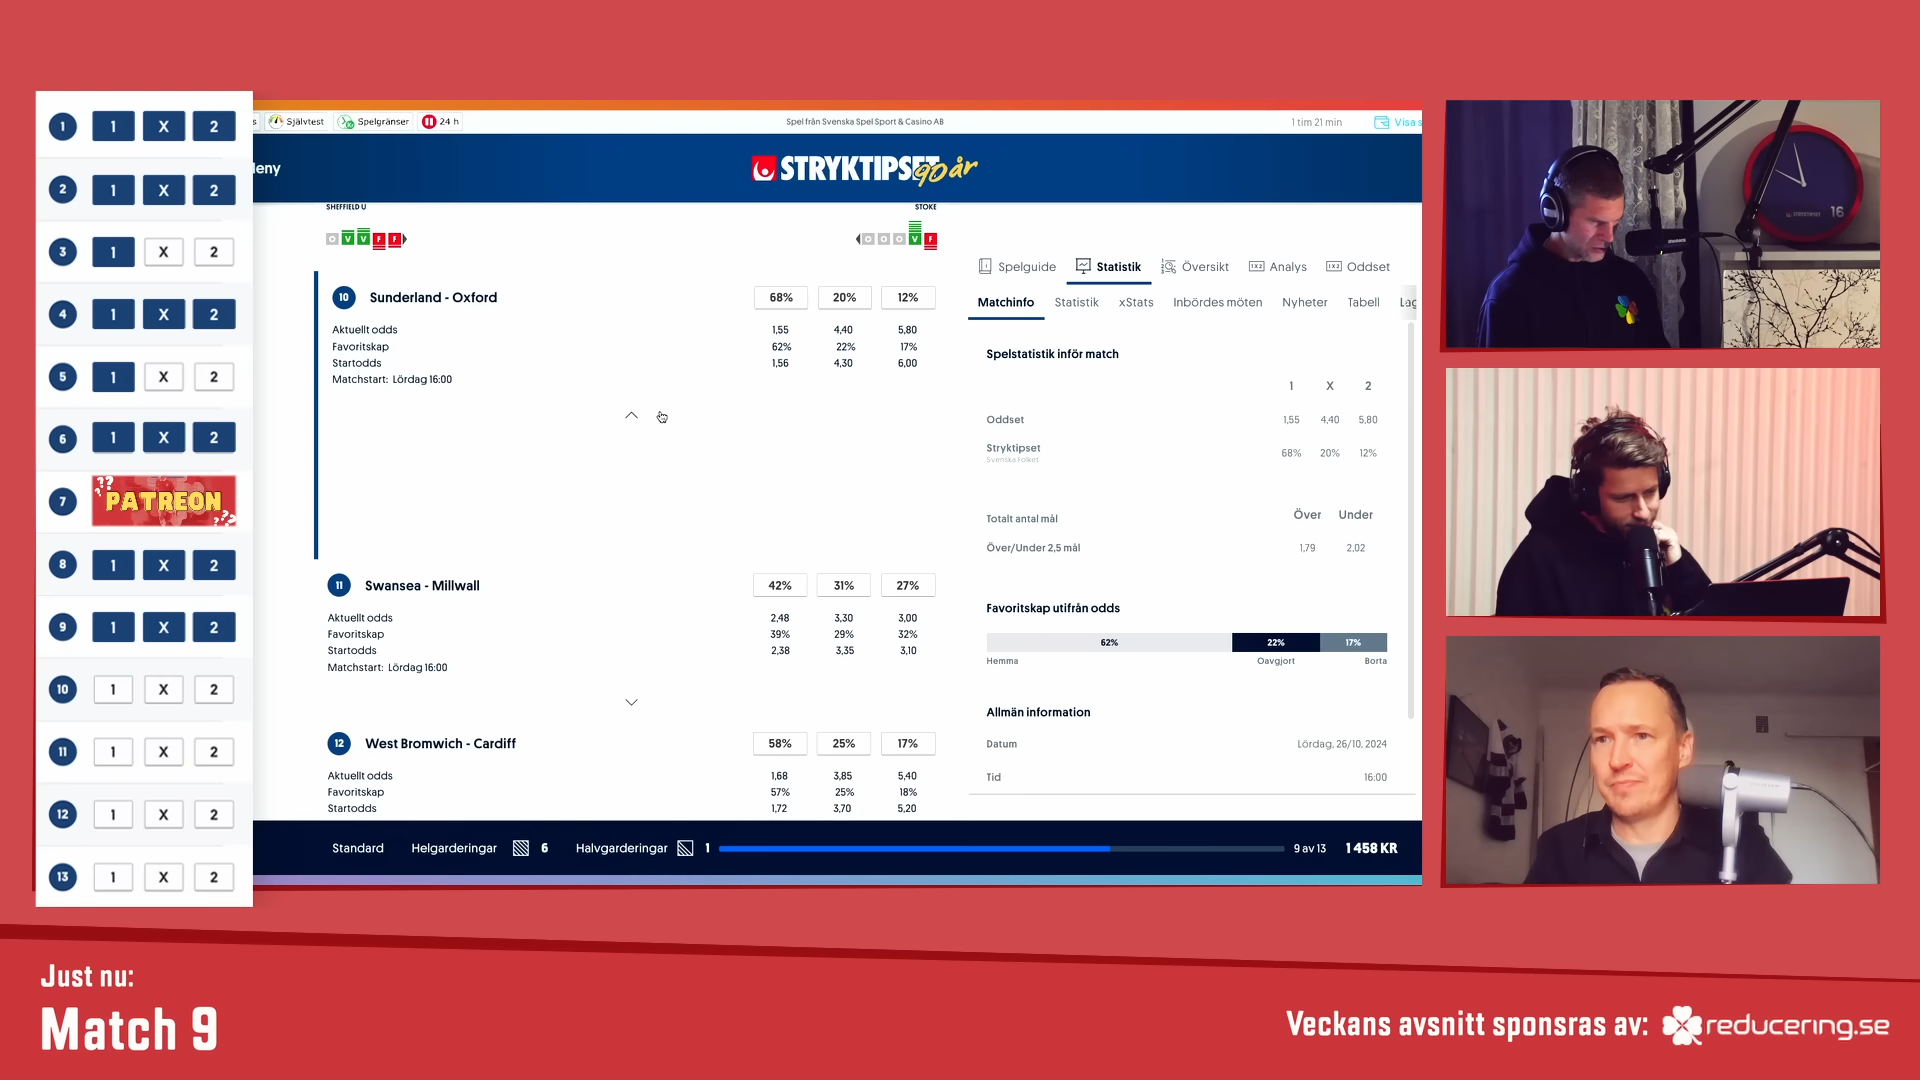 1 1 X 2
2 1 X 2
3 1 X 2
4 1 X 2
5 1 X 2
6 1 X 2
7 ?? PATREON ???
8 1 X 2
9 1 X 2
10 1 X 2
11 1 X 2
12 1 X 2
13 1 X 2
s Självtest Spelgränser 24 h Spel från Svenska Spel Sport & Casino AB 1 tim 21 min Visa s
eny STRYKTIPSET 90 år
SHEFFIELD U STOKE
O V V F F O O O V F
10 Sunderland - Oxford 68% 20% 12%
Aktuellt odds 1,55 4,40 5,80
Favoritskap 62% 22% 17%
Startodds 1,56 4,30 6,00
Matchstart: Lördag 16:00
11 Swansea - Millwall 42% 31% 27%
Aktuellt odds 2,48 3,30 3,00
Favoritskap 39% 29% 32%
Startodds 2,38 3,35 3,10
Matchstart: Lördag 16:00
12 West Bromwich - Cardiff 58% 25% 17%
Aktuellt odds 1,68 3,85 5,40
Favoritskap 57% 25% 18%
Startodds 1,72 3,70 5,20
Spelguide Statistik Översikt 1X2 Analys 1X2 Oddset
Matchinfo Statistik xStats Inbördes möten Nyheter Tabell Lag
Spelstatistik inför match
1 X 2
Oddset 1,55 4,40 5,80
Stryktipset 68% 20% 12%
Svenska Folket
Över Under
Totalt antal mål
Över/Under 2,5 mål 1,79 2,02
Favoritskap utifrån odds
62% 22% 17%
Hemma Oavgjort Borta
Allmän information
Datum Lördag, 26/10, 2024
Tid 16:00
Standard Helgarderingar 6 Halvgarderingar 1 9 av 13 1 458 KR
STRYKTIPSET 16
Just nu:
Match 9
Veckans avsnitt sponsras av: reducering.se